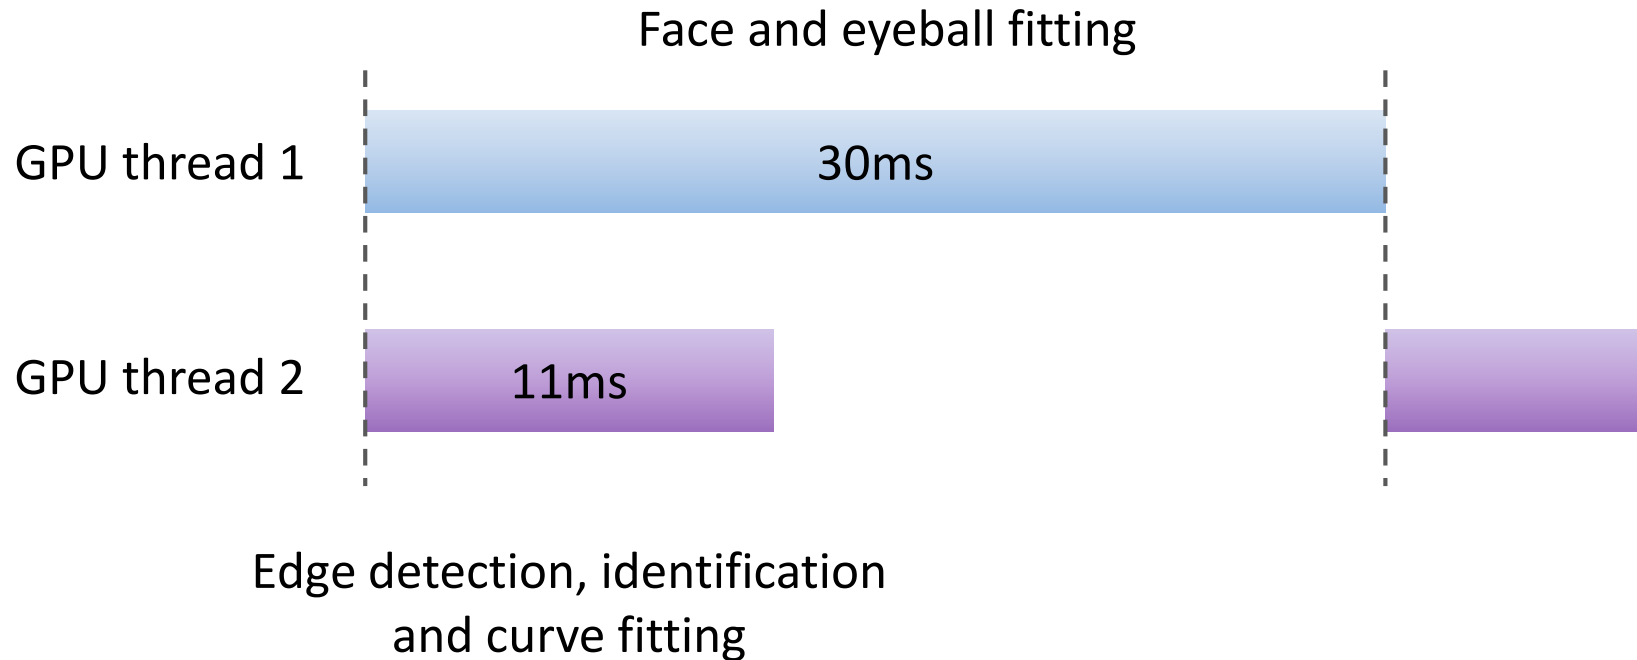 Face and eyeball fitting
GPU thread 1
30ms
GPU thread 2
11ms
Edge detection, identification
and curve fitting